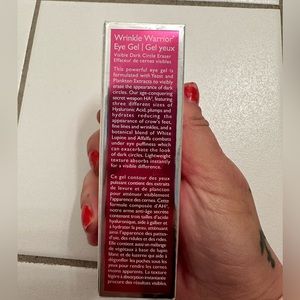 Wrinkle Warrior
Eye Gel | Gel yeux
Visible Dark Circle Eraser
Effaceur de cernes visibles
This powerful eye gel is
formulated with Yeast and
Plankton Extracts to visibly
erase the appearance of
dark circles. Our age-conquering
secret weapon HA³, featuring
three different sizes of
Hyaluronic Acid, plumps and
hydrates reducing the
appearance of crow's feet,
fine lines and wrinkles, and a
botanical blend of White
Lupine and Alfalfa combats
under eye puffiness which
can exacerbate the look
of dark circles. Lightweight
texture absorbs instantly
for a visible difference.
Ce gel contour des yeux
puissant contient des extraits
de levure et de plancton
pour atténuer visiblement
l'apparence des cernes. Cette
formule composée d'AH³,
notre arme anti-âge secrète
contenant trois tailles d'acide
hyaluronique, aide à galber et
à hydrater la peau, atténuant
ainsi l'apparence des pattes-
d'oie, des ridules et des rides.
Elle contient aussi un mélange
de végétaux à base de lupin
blanc et de luzerne qui aide à
dégonfler les poches sous les
yeux pour rendre les cernes
moins apparents. La texture
légère à absorption instantanée
procure des résultats visibles.